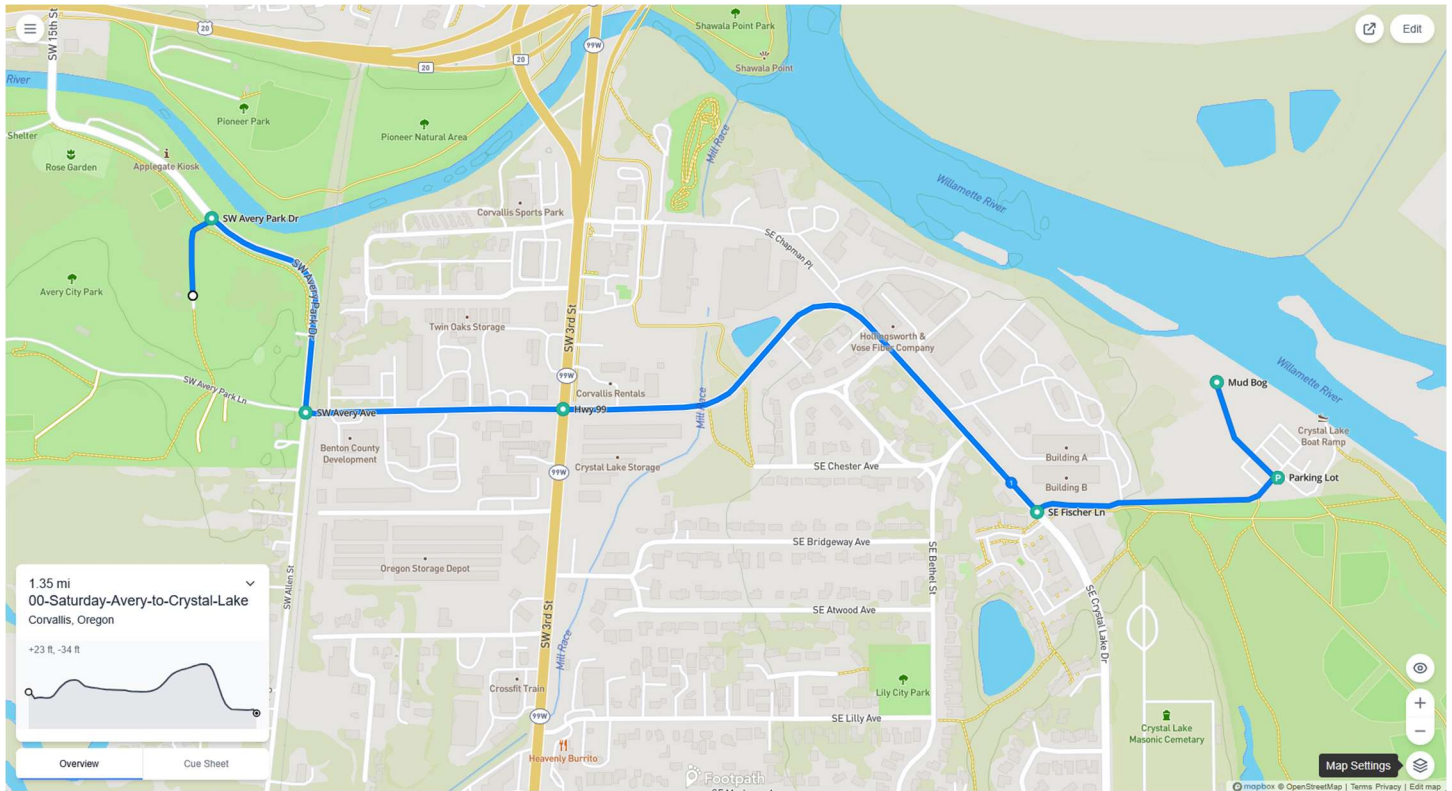 SW 15th St
20
99W
Shawala Point Park
Edit
20
20
Shawala Point
River
Pioneer Park
Pioneer Natural Area
Shelter
Rose Garden
Applegate Kiosk
Mill Race
Willamette River
SW Avery Park Dr
Corvallis Sports Park
SE Chapman Pl
Avery City Park
SW Avery Park Dr
Twin Oaks Storage
SW 3rd St
Hollingsworth &
Vose Fiber Company
Willamette River
99W
SW Avery Park Ln
Corvallis Rentals
Mill Race
Mud Bog
SW Avery Ave
Hwy 99
Crystal Lake
Boat Ramp
Benton County
Development
99W
Crystal Lake Storage
SE Chester Ave
Building A
Building B
1
P
Parking Lot
SE Fischer Ln
SE Bridgeway Ave
Oregon Storage Depot
SE Bethel St
SW Allen St
SW 3rd St
Mill Race
SE Atwood Ave
SE Crystal Lake Dr
1.35 mi
00-Saturday-Avery-to-Crystal-Lake
Corvallis, Oregon
+23 ft, -34 ft
Crossfit Train
Lily City Park
99W
SE Lilly Ave
Crystal Lake
Masonic Cemetery
Heavenly Burrito
Overview
Cue Sheet
Footpath
Map Settings
mapbox © OpenStreetMap | Terms Privacy | Edit map